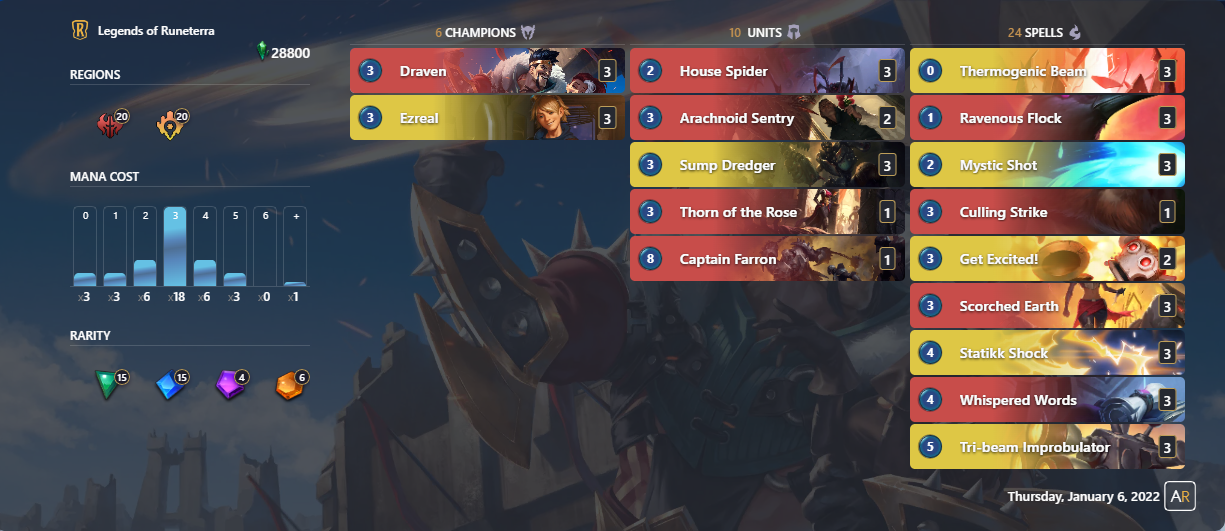 Legends of Runeterra
28800
REGIONS
20
20
MANA COST
0 1 2 3 4 5 6 +
x3 x3 x6 x18 x6 x3 x0 x1
RARITY
15
15
4
6
6 CHAMPIONS
3 Draven 3
3 Ezreal 3
10 UNITS
2 House Spider 3
3 Arachnoid Sentry 2
3 Sump Dredger 3
3 Thorn of the Rose 1
8 Captain Farron 1
24 SPELLS
0 Thermogenic Beam 3
1 Ravenous Flock 3
2 Mystic Shot 3
3 Culling Strike 1
3 Get Excited! 2
3 Scorched Earth 3
4 Statikk Shock 3
4 Whispered Words 3
5 Tri-beam Improbulator 3
Thursday, January 6, 2022 AR